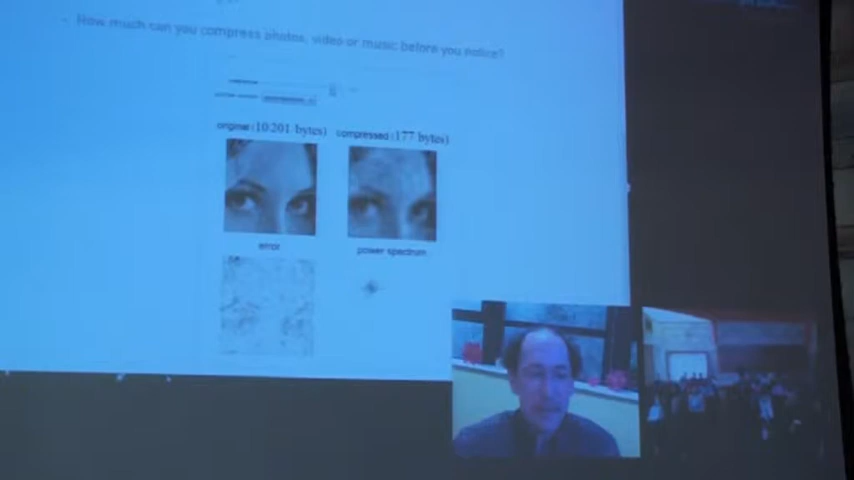 - How much can you compress photos, video or music before you notice?
original (10 201 bytes) compressed (177 bytes)
error power spectrum